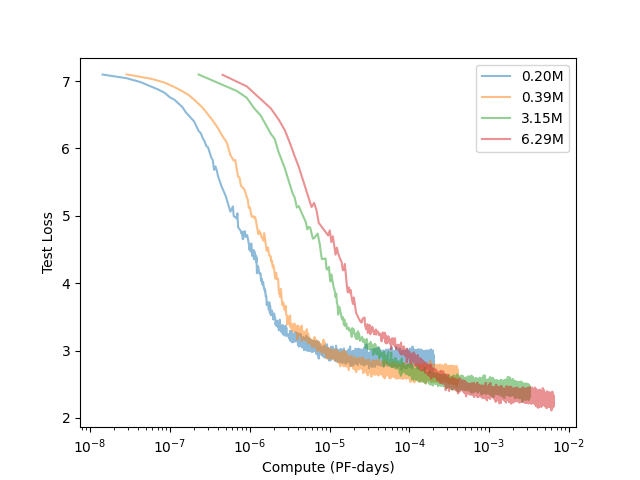 7
6
5
4
3
2
Test Loss
10⁻⁸
10⁻⁷
10⁻⁶
10⁻⁵
10⁻⁴
10⁻³
10⁻²
Compute (PF-days)
0.20M
0.39M
3.15M
6.29M